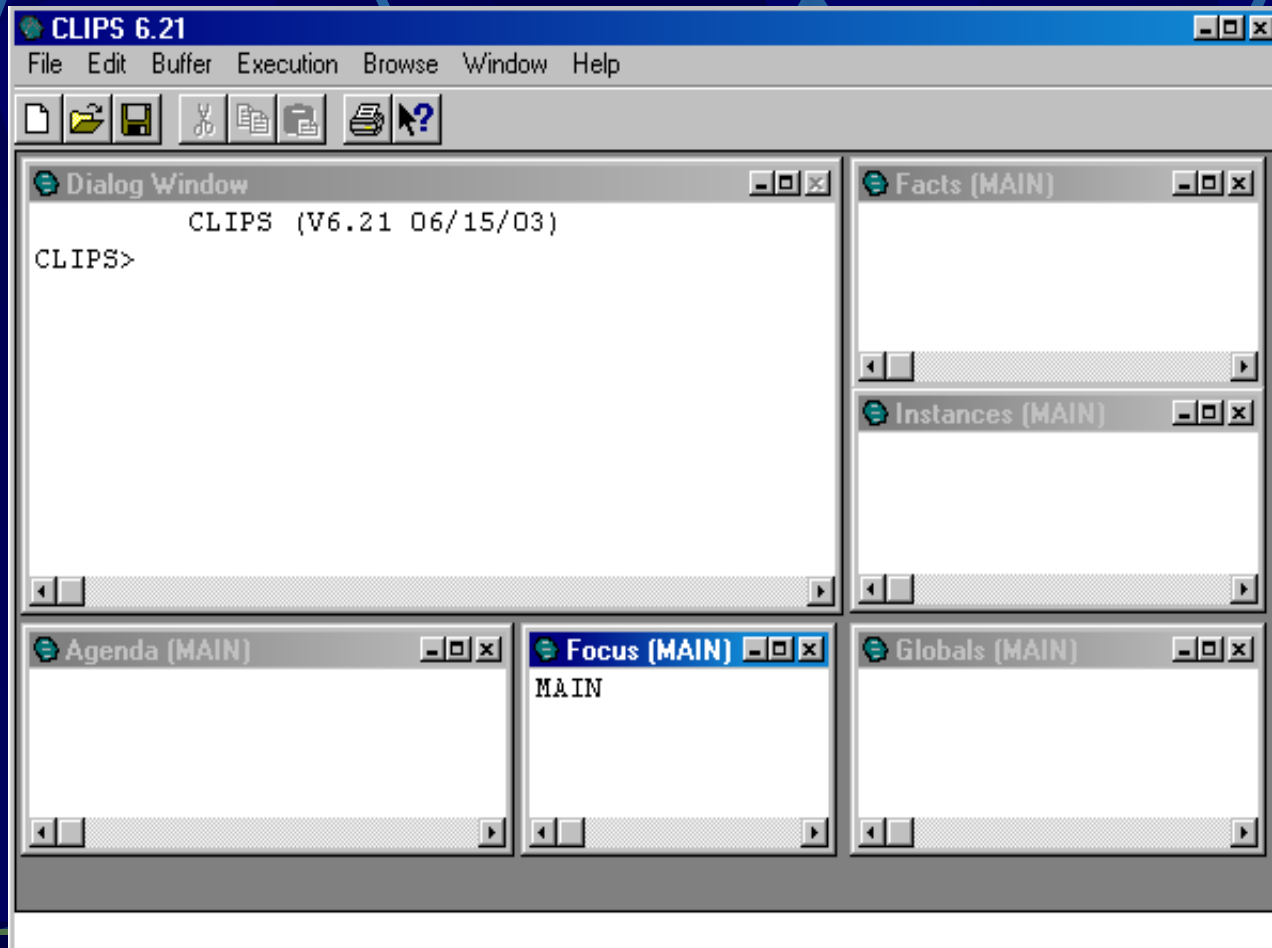 CLIPS 6.21
File Edit Buffer Execution Browse Window Help
?
Dialog Window
CLIPS (V6.21 06/15/03)
CLIPS>
Facts (MAIN)
Instances (MAIN)
Agenda (MAIN)
Focus (MAIN)
MAIN
Globals (MAIN)